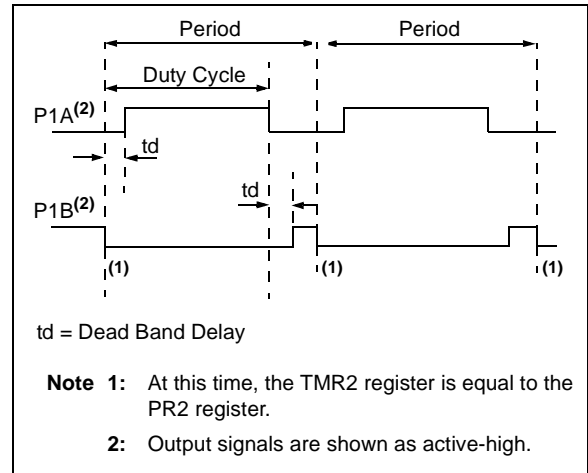 Period Period
Duty Cycle
P1A(2)
td
td
P1B(2)
(1) (1) (1)
td = Dead Band Delay
Note 1: At this time, the TMR2 register is equal to the
PR2 register.
2: Output signals are shown as active-high.